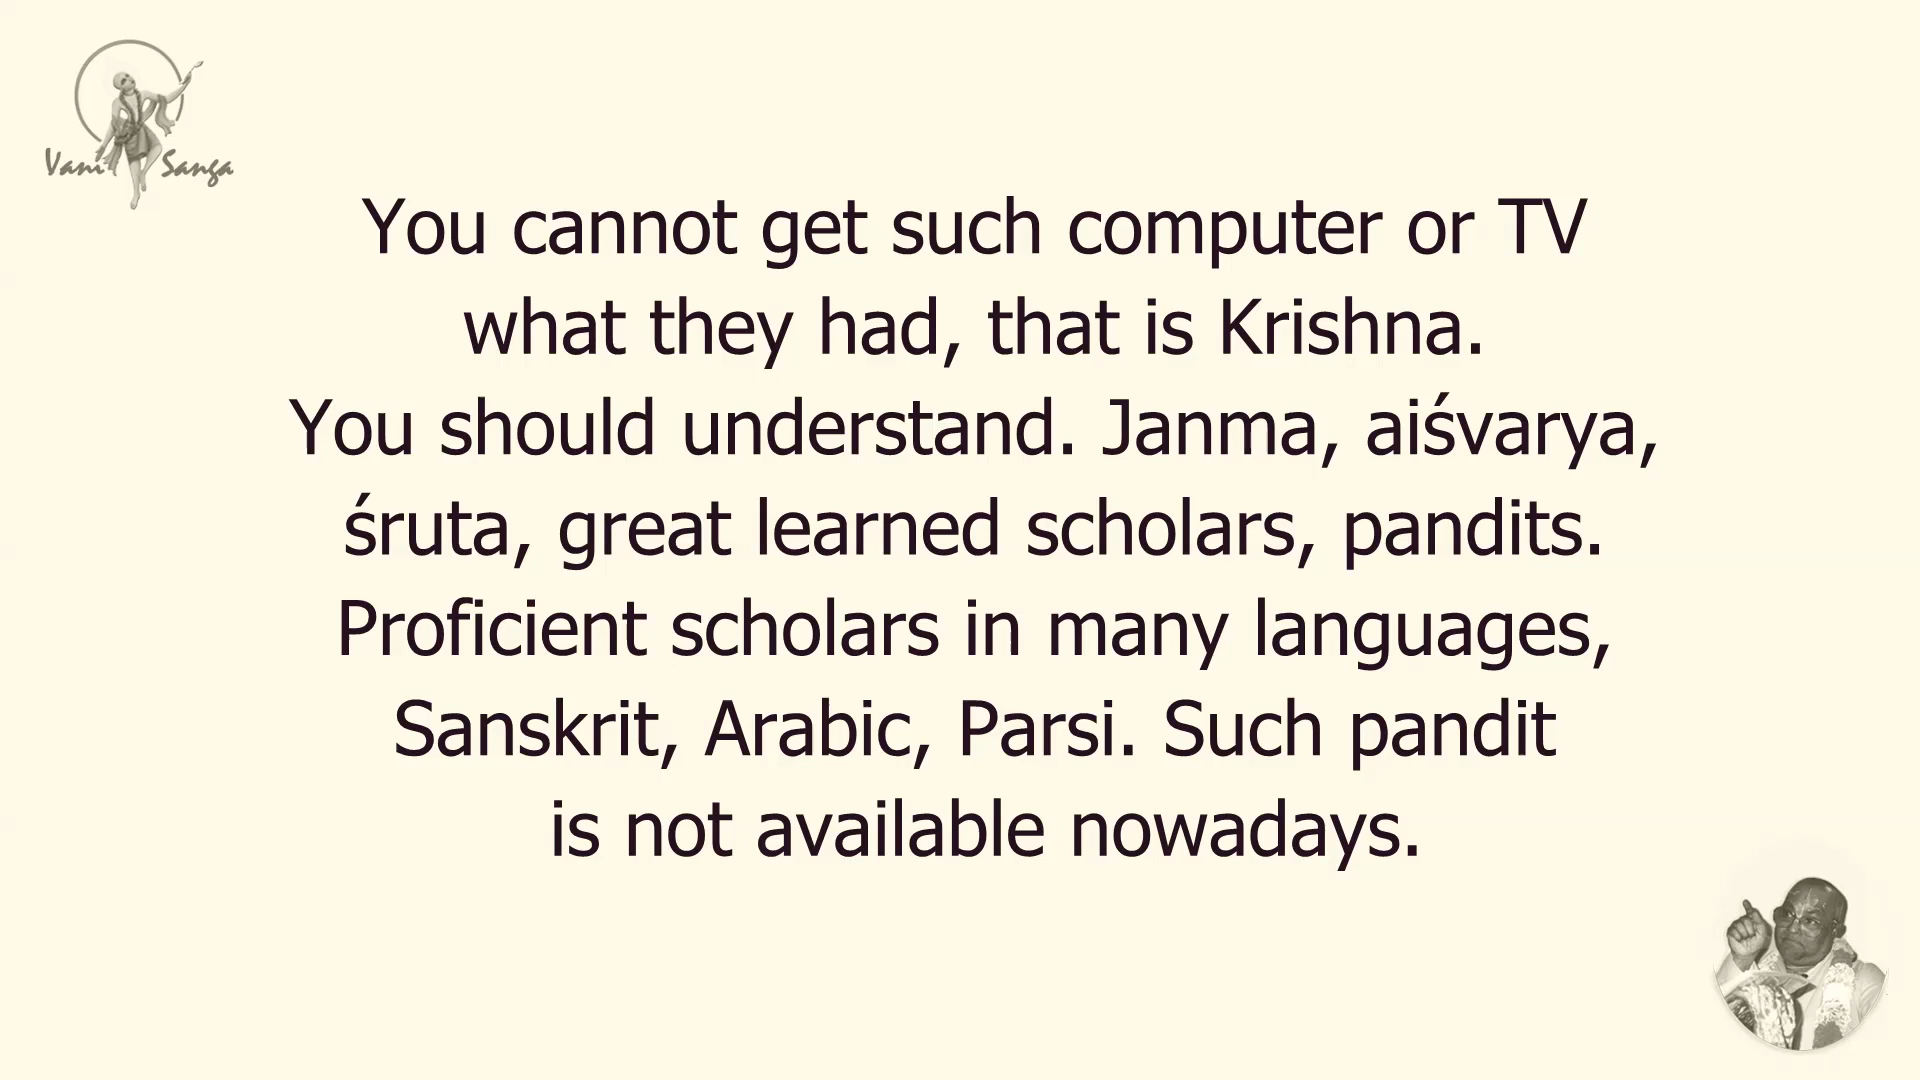 Vani Sanga
You cannot get such computer or TV
what they had, that is Krishna.
You should understand. Janma, aiśvarya,
śruta, great learned scholars, pandits.
Proficient scholars in many languages,
Sanskrit, Arabic, Parsi. Such pandit
is not available nowadays.